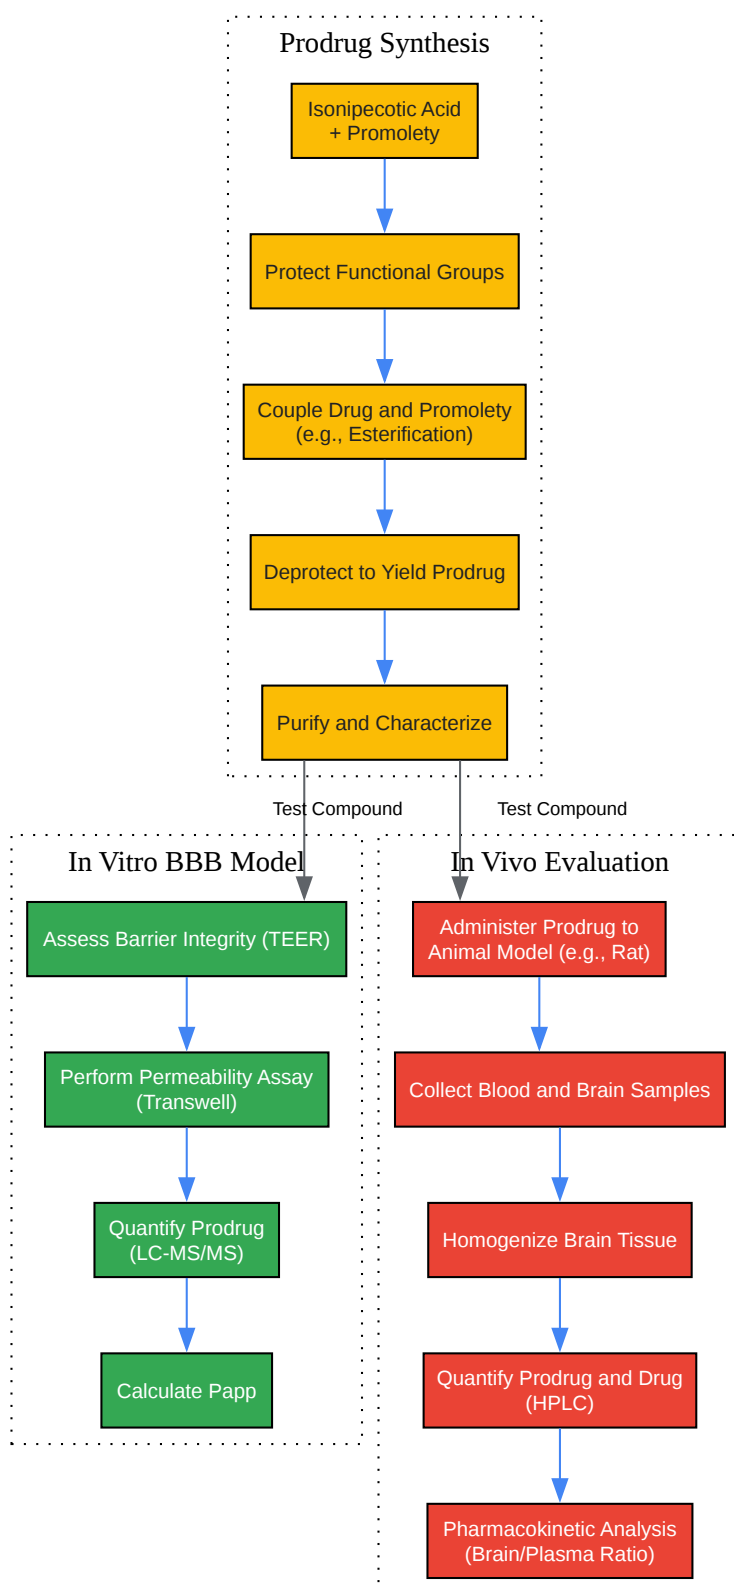 Prodrug Synthesis
Isonipecotic Acid
+ Promolety
Protect Functional Groups
Couple Drug and Promolety
(e.g., Esterification)
Deprotect to Yield Prodrug
Purify and Characterize
Test Compound
Test Compound
In Vitro BBB Model
Assess Barrier Integrity (TEER)
Perform Permeability Assay
(Transwell)
Quantify Prodrug
(LC-MS/MS)
Calculate Papp
In Vivo Evaluation
Administer Prodrug to
Animal Model (e.g., Rat)
Collect Blood and Brain Samples
Homogenize Brain Tissue
Quantify Prodrug and Drug
(HPLC)
Pharmacokinetic Analysis
(Brain/Plasma Ratio)